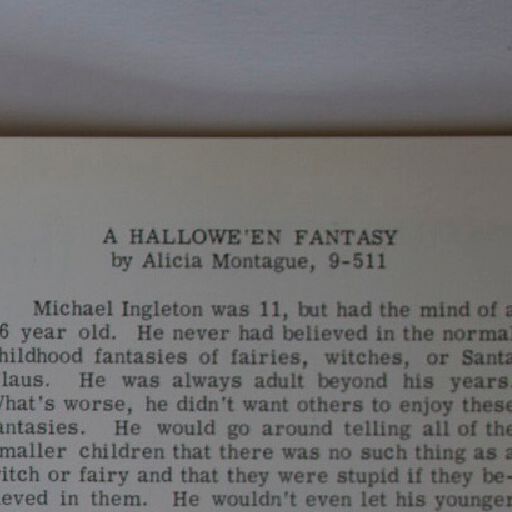 A HALLOWE'EN FANTASY
by Alicia Montague, 9-511
Michael Ingleton was 11, but had the mind of a
6 year old. He never had believed in the normal
hildhood fantasies of fairies, witches, or Santa
laus. He was always adult beyond his years.
What's worse, he didn't want others to enjoy these
antasies. He would go around telling all of the
maller children that there was no such thing as a
itch or fairy and that they were stupid if they be-
ieved in them. He wouldn't even let his younger